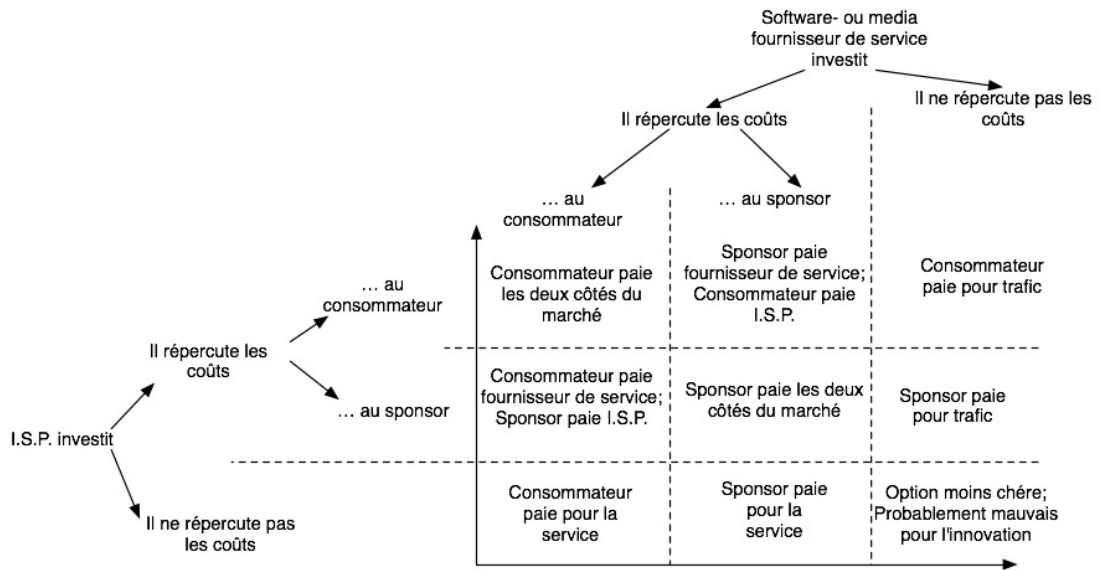 Software- ou media
fournisseur de service
investit
Il ne répercute pas les
coûts
Il répercute les coûts
... au
consommateur
... au sponsor
Consommateur paie
les deux côtés du
marché
Sponsor paie
fournisseur de service;
Consommateur paie
I.S.P.
Consommateur
paie pour trafic
... au
consommateur
Il répercute les
coûts
... au sponsor
Consommateur paie
fournisseur de service;
Sponsor paie I.S.P.
Sponsor paie les deux
côtés du marché
Sponsor paie
pour trafic
I.S.P. investit
Il ne répercute pas
les coûts
Consommateur
paie pour la
service
Sponsor paie
pour la
service
Option moins chére;
Probablement mauvais
pour l'innovation